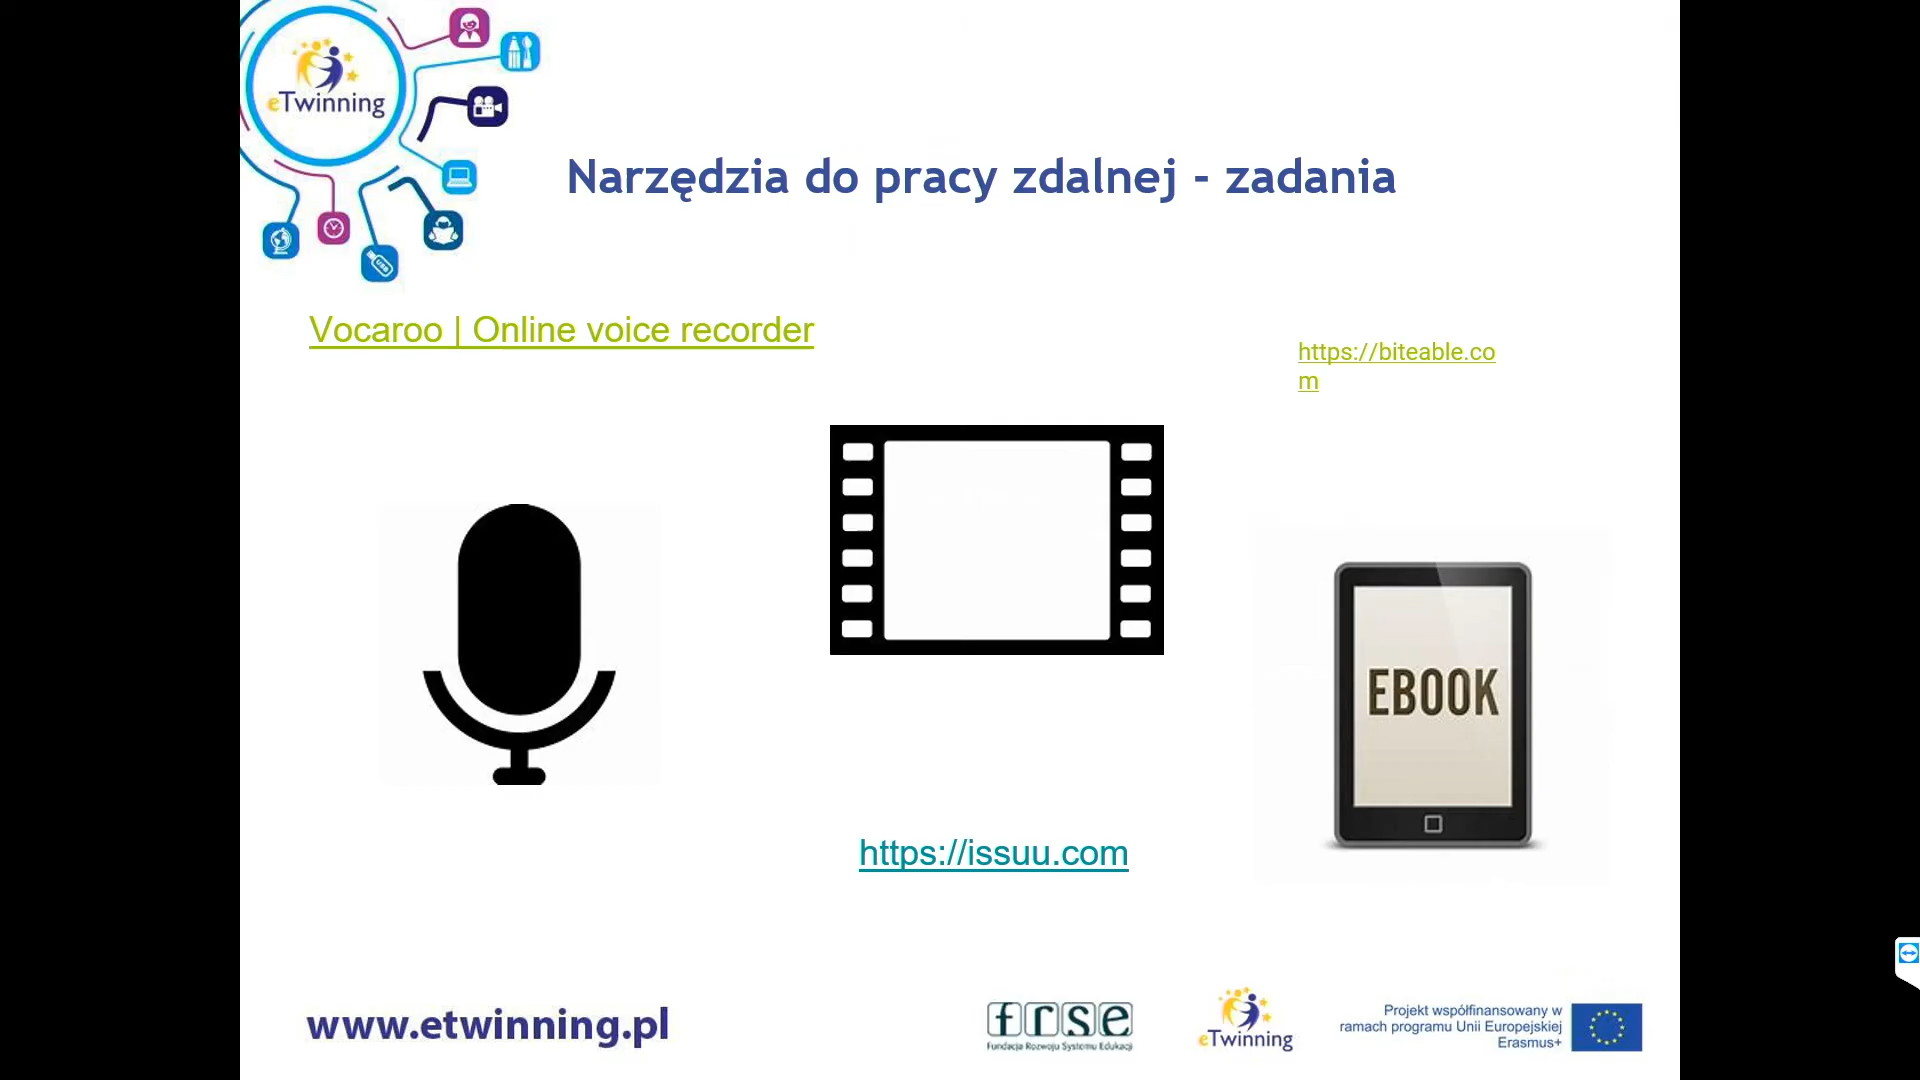 eTwinning
Narzędzia do pracy zdalnej - zadania
Vocaroo | Online voice recorder
https://biteable.co
m
EBOOK
https://issuu.com
www.etwinning.pl
frse
Fundacja Rozwoju Systemu Edukacji
eTwinning
Projekt współfinansowany w
ramach programu Unii Europejskiej
Erasmus+
USB